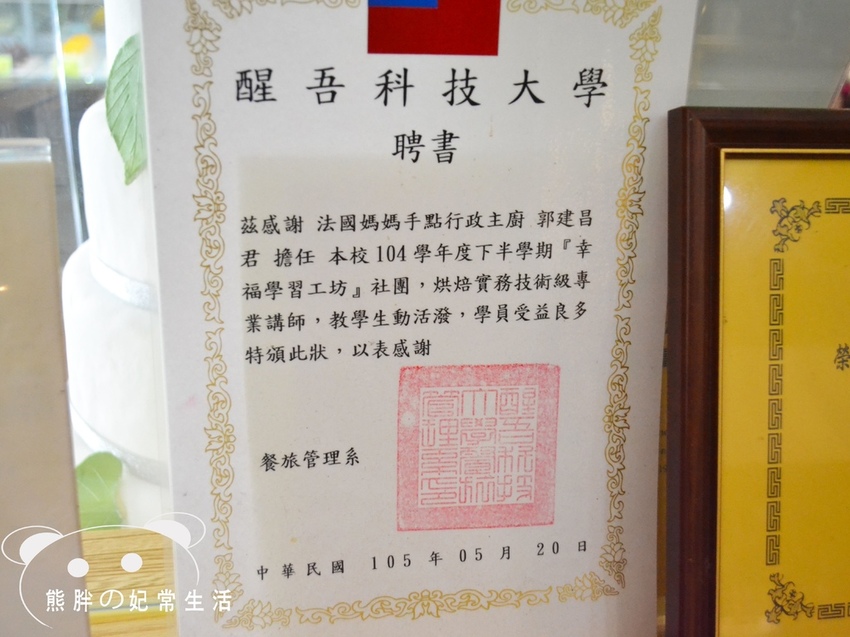 醒吾科技大學
聘書
茲感謝 法國媽媽手點行政主廚 郭建昌
君 擔任 本校104學年度下半學期『幸
福學習工坊』社團，烘焙實務技術級專
業講師，教學生動活潑，學員受益良多
特頒此狀，以表感謝
餐旅管理系
中華民國 105 年 05 月 20 日
榮
熊胖の妃常生活